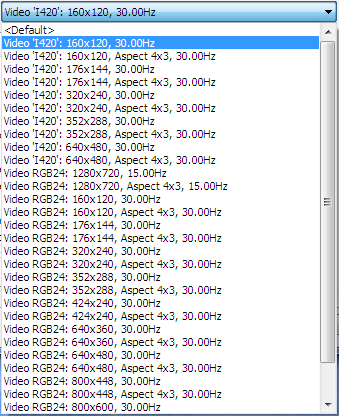 Video 'I420': 160x120, 30.00Hz
<Default>
Video 'I420': 160x120, 30.00Hz
Video 'I420': 160x120, Aspect 4x3, 30.00Hz
Video 'I420': 176x144, 30.00Hz
Video 'I420': 176x144, Aspect 4x3, 30.00Hz
Video 'I420': 320x240, 30.00Hz
Video 'I420': 320x240, Aspect 4x3, 30.00Hz
Video 'I420': 352x288, 30.00Hz
Video 'I420': 352x288, Aspect 4x3, 30.00Hz
Video 'I420': 640x480, 30.00Hz
Video 'I420': 640x480, Aspect 4x3, 30.00Hz
Video RGB24: 1280x720, 15.00Hz
Video RGB24: 1280x720, Aspect 4x3, 15.00Hz
Video RGB24: 160x120, 30.00Hz
Video RGB24: 160x120, Aspect 4x3, 30.00Hz
Video RGB24: 176x144, 30.00Hz
Video RGB24: 176x144, Aspect 4x3, 30.00Hz
Video RGB24: 320x240, 30.00Hz
Video RGB24: 320x240, Aspect 4x3, 30.00Hz
Video RGB24: 352x288, 30.00Hz
Video RGB24: 352x288, Aspect 4x3, 30.00Hz
Video RGB24: 424x240, 30.00Hz
Video RGB24: 424x240, Aspect 4x3, 30.00Hz
Video RGB24: 640x360, 30.00Hz
Video RGB24: 640x360, Aspect 4x3, 30.00Hz
Video RGB24: 640x480, 30.00Hz
Video RGB24: 640x480, Aspect 4x3, 30.00Hz
Video RGB24: 800x448, 30.00Hz
Video RGB24: 800x448, Aspect 4x3, 30.00Hz
Video RGB24: 800x600, 30.00Hz